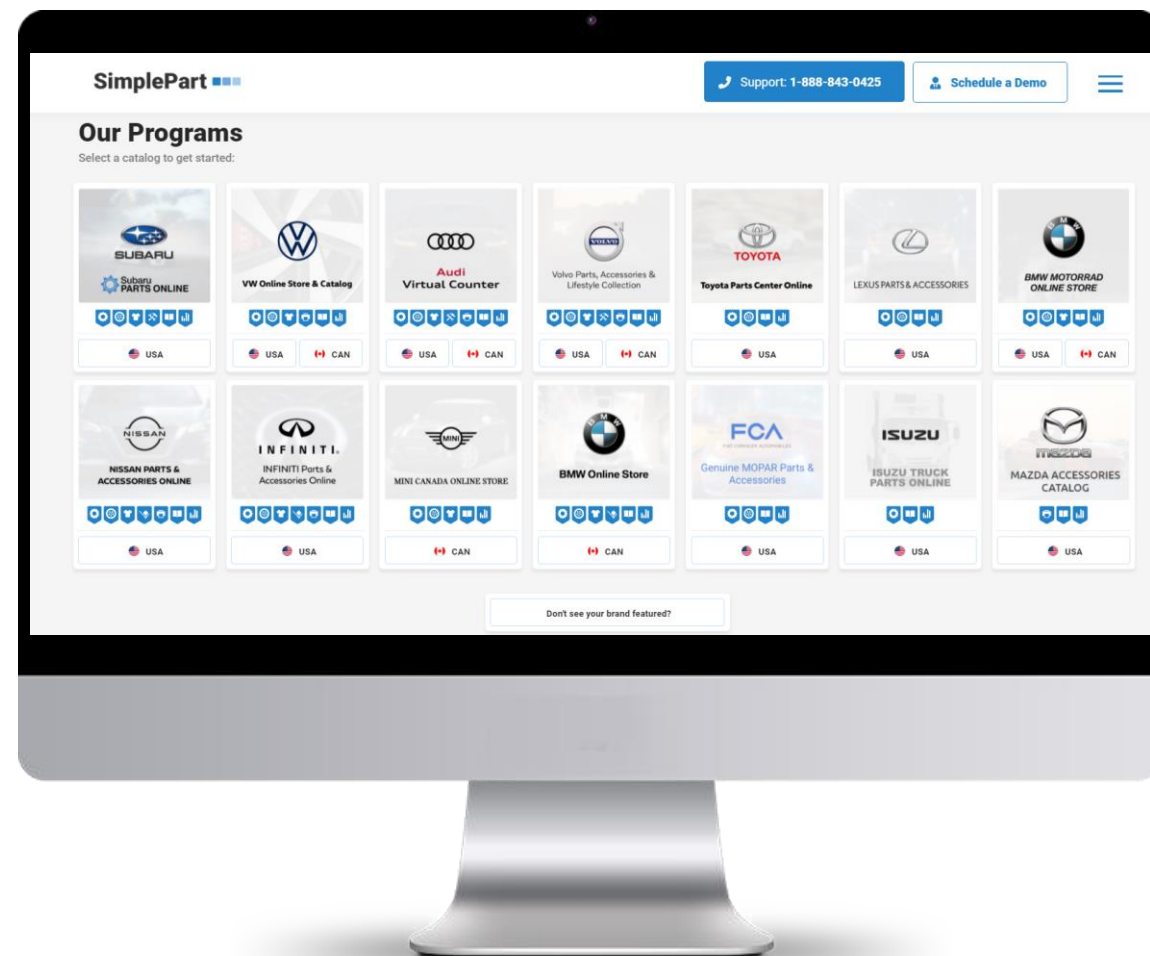 SimplePart
Support: 1-888-843-0425
Schedule a Demo
Our Programs
Select a catalog to get started:
SUBARU
Subaru
PARTS ONLINE
USA
VW Online Store & Catalog
USA
CAN
Audi
Virtual Counter
USA
CAN
VOLVO
Volvo Parts, Accessories &
Lifestyle Collection
USA
CAN
TOYOTA
Toyota Parts Center Online
USA
LEXUS PARTS & ACCESSORIES
USA
BMW
BMW MOTORRAD
ONLINE STORE
USA
CAN
NISSAN
NISSAN PARTS &
ACCESSORIES ONLINE
USA
INFINITI.
INFINITI Parts &
Accessories Online
USA
MINI
MINI CANADA ONLINE STORE
CAN
BMW
BMW Online Store
CAN
FCA
FIAT CHRYSLER AUTOMOBILES
Genuine MOPAR Parts &
Accessories
USA
ISUZU
ISUZU TRUCK
PARTS ONLINE
USA
mazda
MAZDA ACCESSORIES
CATALOG
USA
Don't see your brand featured?